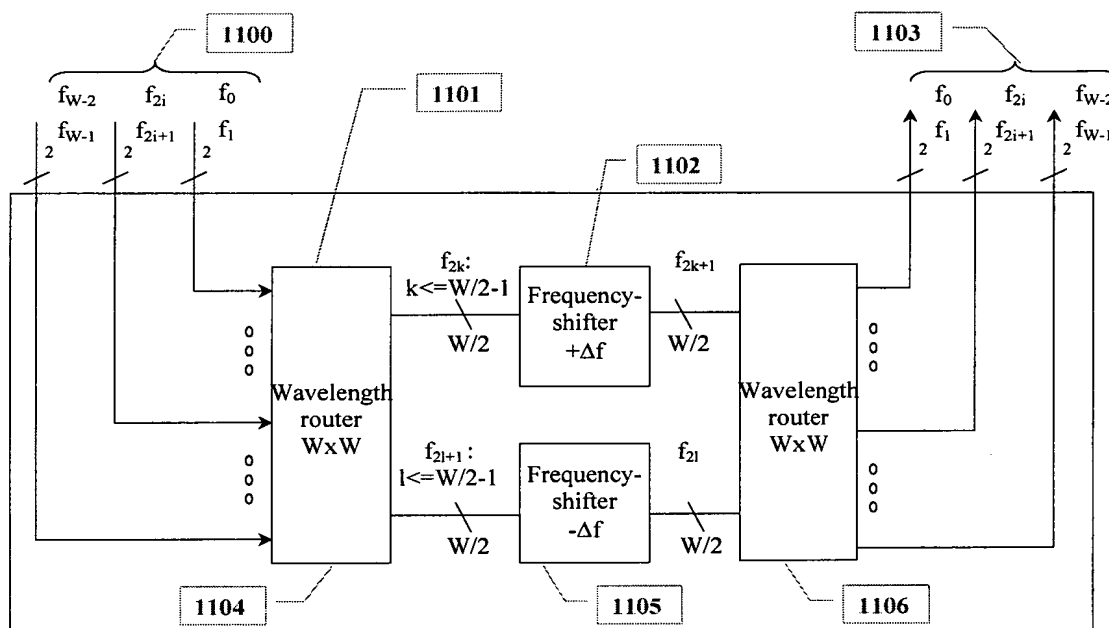 1100
1103
f_{W-2} f_{2i} f_0
f_{W-1} f_{2i+1} f_1
2 2 2
1101
1102
f_0 f_{2i} f_{W-2}
f_1 f_{2i+1} f_{W-1}
2 2 2
f_{2k}:
k<=W/2-1
W/2
Frequency-
shifter
+Δf
f_{2k+1}
W/2
o
o
o
o
o
o
Wavelength
router
WxW
Wavelength
router
WxW
o
o
o
o
o
o
f_{2l+1}:
l<=W/2-1
W/2
Frequency-
shifter
-Δf
f_{2l}
W/2
1104
1105
1106